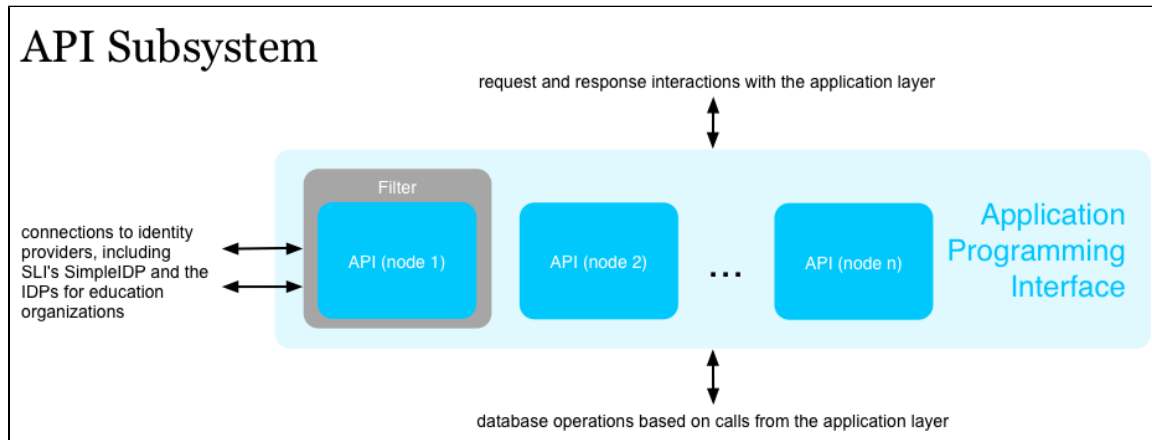 API Subsystem
request and response interactions with the application layer
Filter
connections to identity
providers, including
SLI's SimpleIDP and the
IDPs for education
organizations
API (node 1)
API (node 2)
...
API (node n)
Application
Programming
Interface
database operations based on calls from the application layer